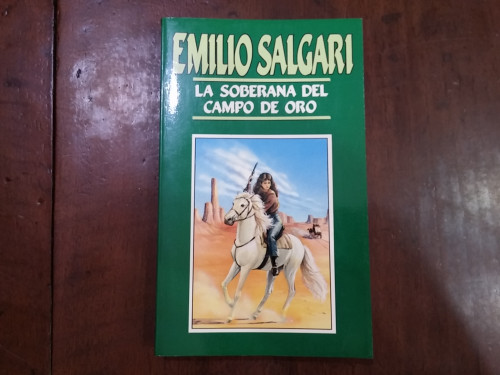 EMILIO SALGARI
LA SOBERANA DEL
CAMPO DE ORO